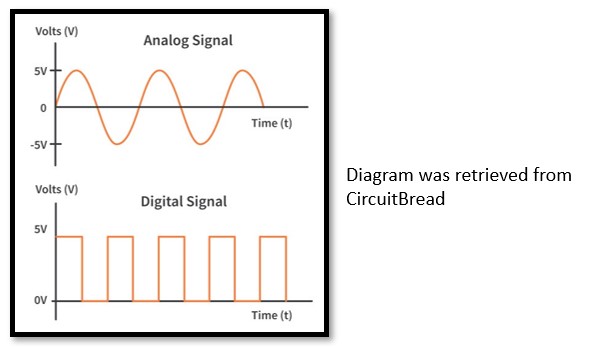 Volts (V)
Analog Signal
5V
0
Time (t)
-5V
Volts (V)
Digital Signal
5V
0V
Time (t)
Diagram was retrieved from
CircuitBread